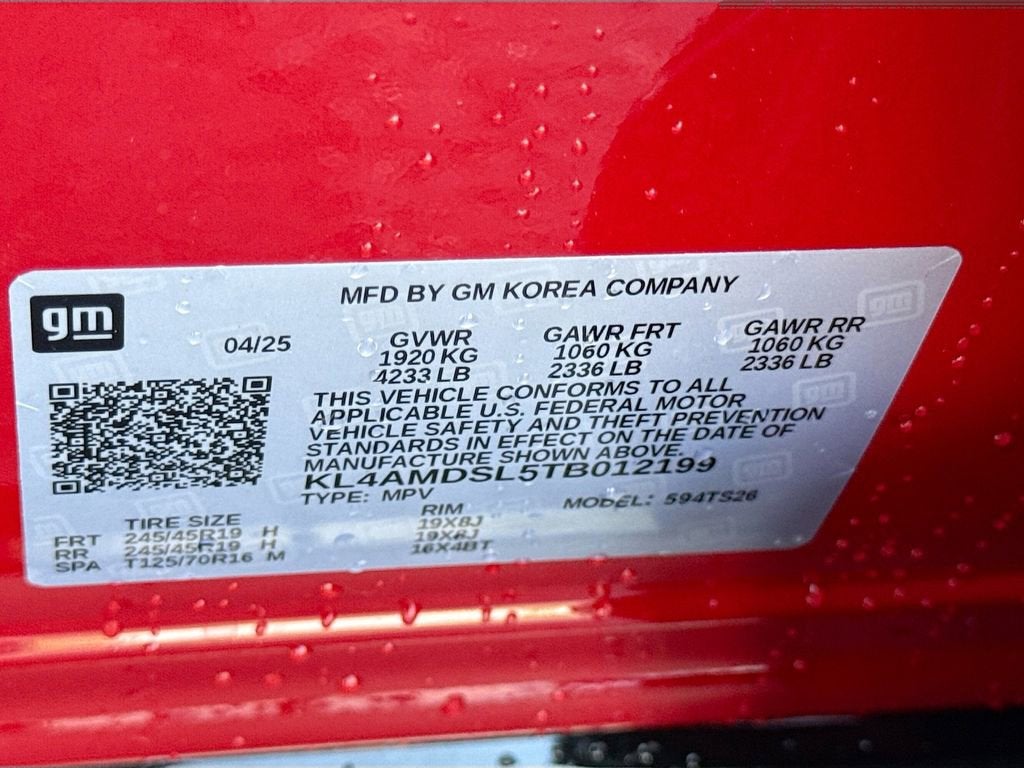 gm
MFD BY GM KOREA COMPANY
04/25
GVWR GAWR FRT GAWR RR
1920 KG 1060 KG 1060 KG
4233 LB 2336 LB 2336 LB
THIS VEHICLE CONFORMS TO ALL
APPLICABLE U.S. FEDERAL MOTOR
VEHICLE SAFETY AND THEFT PREVENTION
STANDARDS IN EFFECT ON THE DATE OF
MANUFACTURE SHOWN ABOVE.
KL4AMDSL5TB012199
TYPE: MPV MODEL: 594TS26
TIRE SIZE RIM
FRT 245/45R19 H 19X8J
RR 245/45R19 H 19X8J
SPA T125/70R16 M 16X4BT